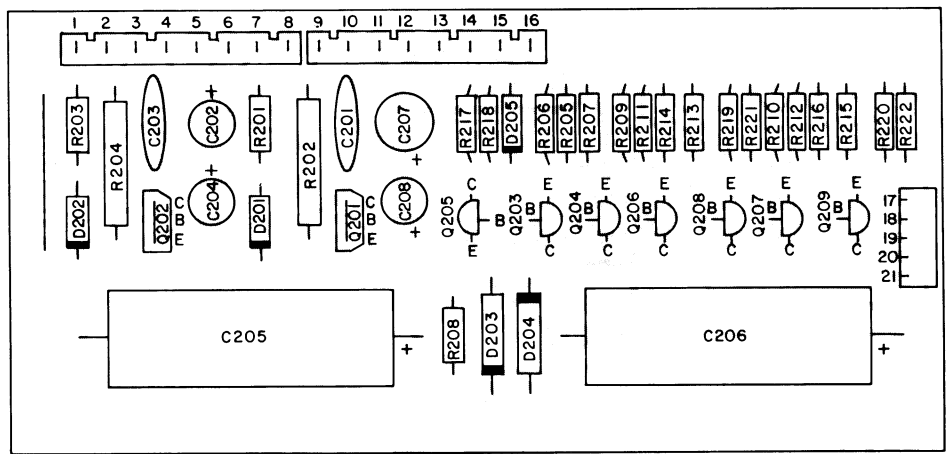 1 2 3 4 5 6 7 8 9 10 11 12 13 14 15 16
R203 R204 C203 + C202 R201 R202 C201 C207 + R217 R218 D205 R206 R205 R207 R209 R211 R214 R213 R219 R221 R210 R212 R216 R215 R220 R222
D202 Q202 C B E + C204 D201 Q201 C B E C208 +
Q205 C B E
Q203 E B C
Q204 E B C
Q206 E B C
Q208 E B C
Q207 E B C
Q209 E B C
17
18
19
20
21
C205 + R208 D203 D204 C206 +